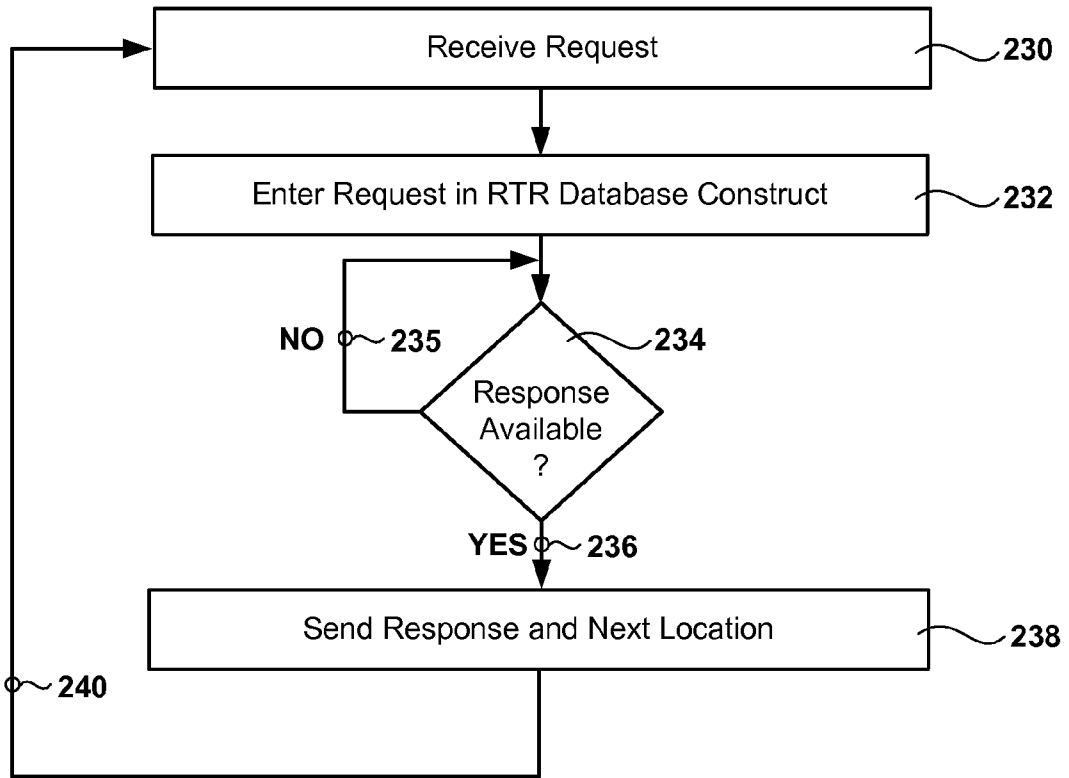 Receive Request
230
Enter Request in RTR Database Construct
232
NO
235
234
Response
Available
?
YES
236
Send Response and Next Location
238
240